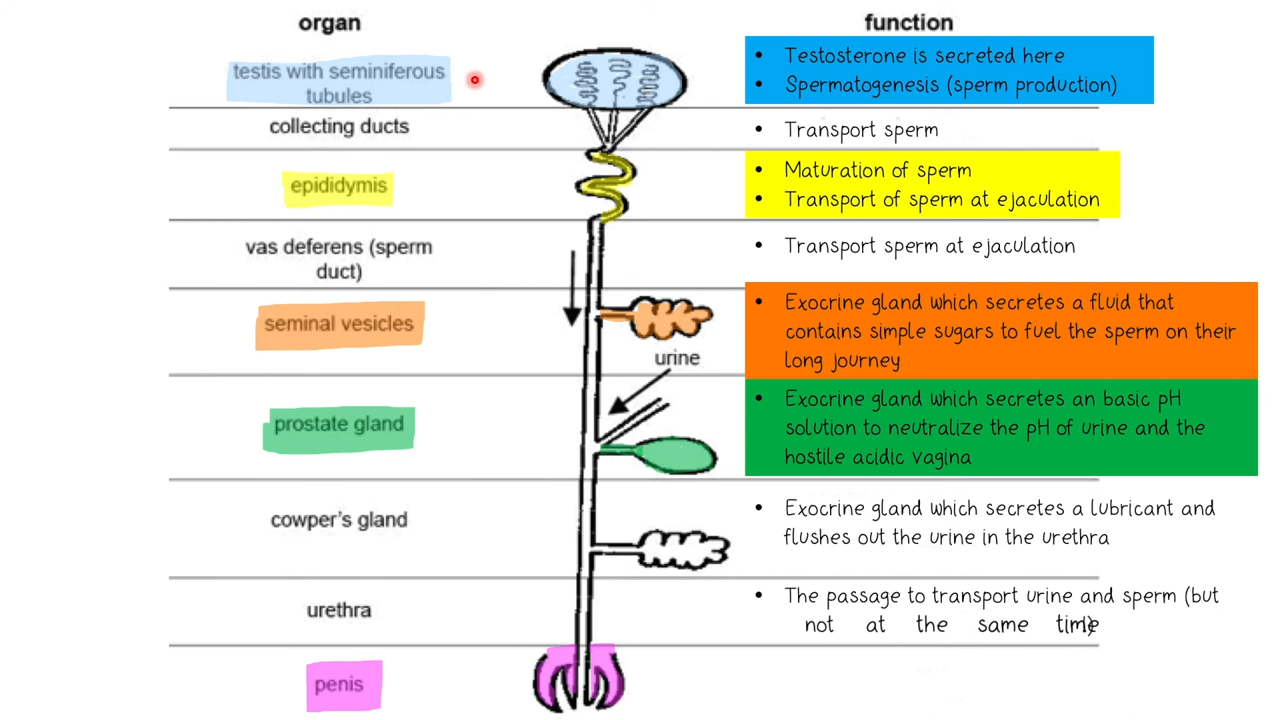 organ
function
testis with seminiferous
tubules
• Testosterone is secreted here
• Spermatogenesis (sperm production)
collecting ducts
• Transport sperm
epididymis
• Maturation of sperm
• Transport of sperm at ejaculation
vas deferens (sperm
duct)
• Transport sperm at ejaculation
seminal vesicles
• Exocrine gland which secretes a fluid that
contains simple sugars to fuel the sperm on their
long journey
urine
prostate gland
• Exocrine gland which secretes an basic pH
solution to neutralize the pH of urine and the
hostile acidic vagina
cowper's gland
• Exocrine gland which secretes a lubricant and
flushes out the urine in the urethra
urethra
• The passage to transport urine and sperm (but
not at the same time)
penis